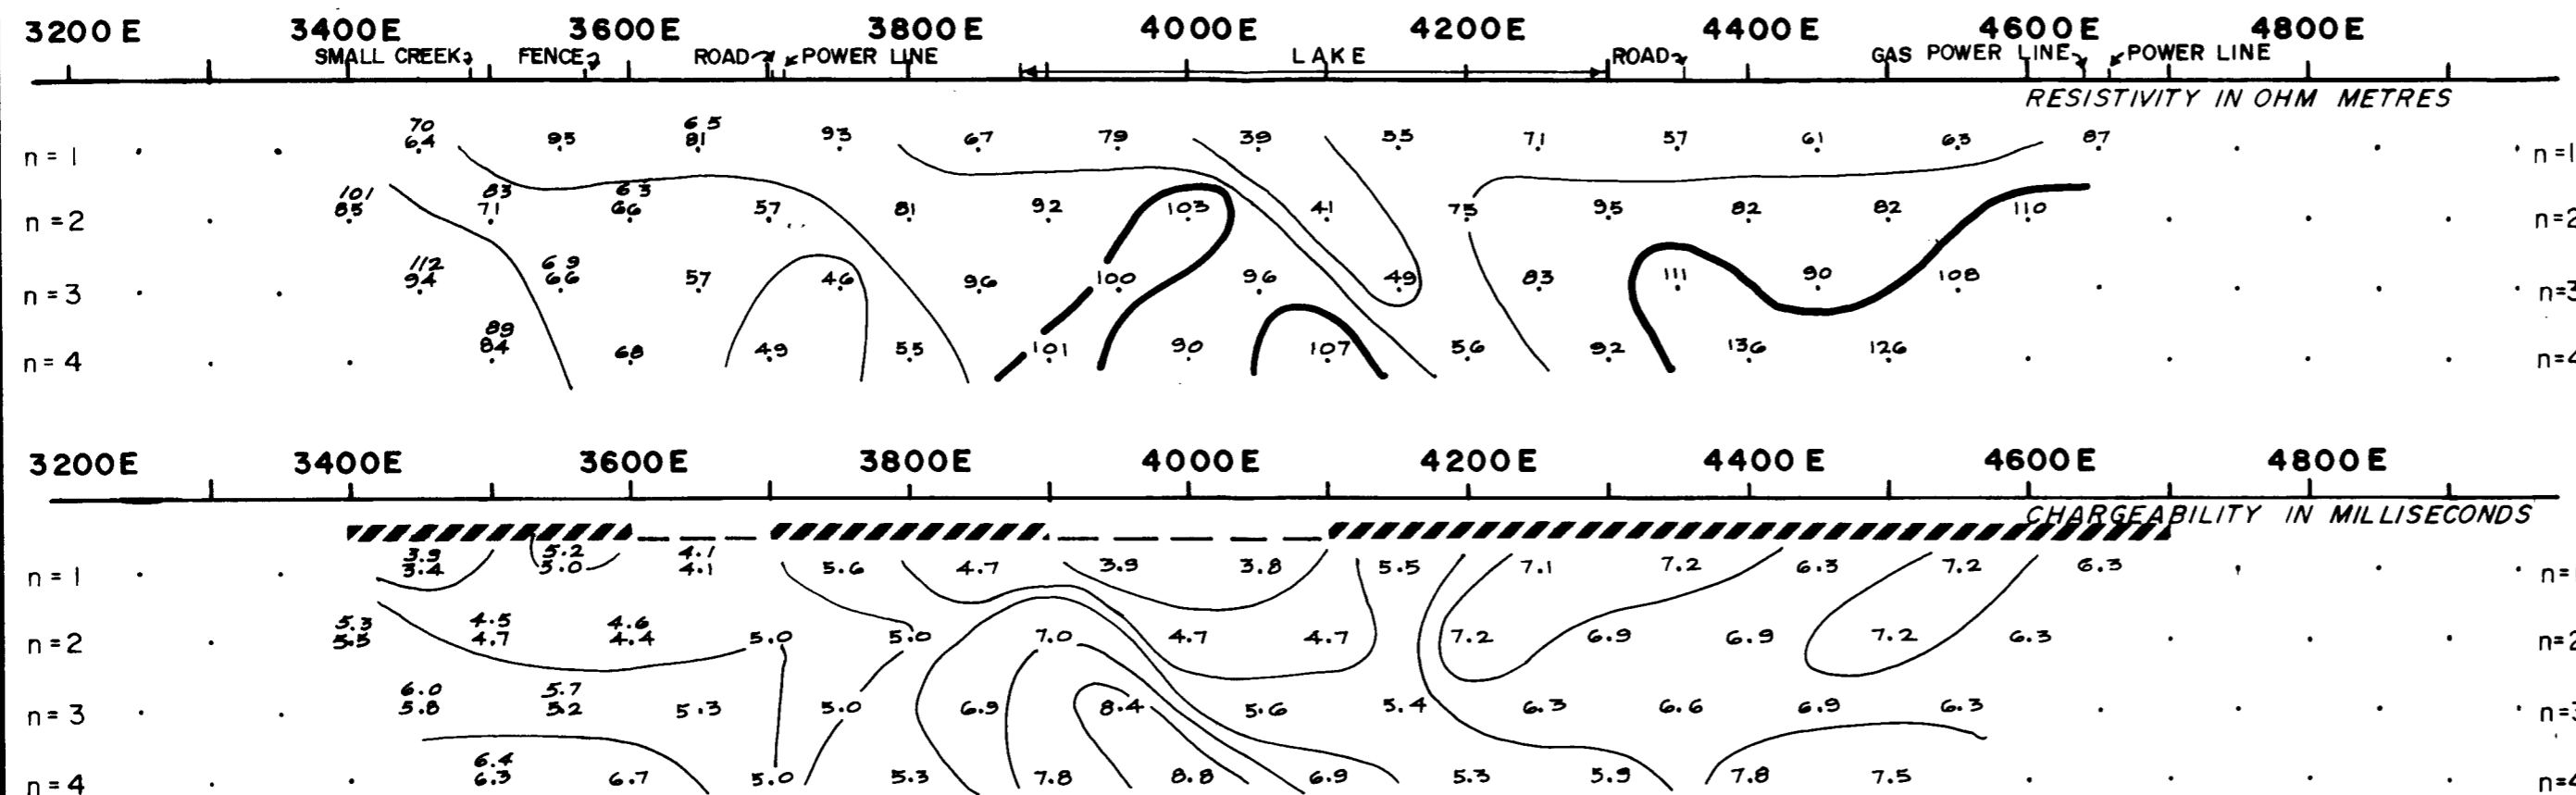 3200E 3400E 3600E 3800E 4000E 4200E 4400E 4600E 4800E
SMALL CREEK FENCE ROAD POWER LINE LAKE ROAD GAS POWER LINE POWER LINE
RESISTIVITY IN OHM METRES
70 65
n=1 64 95 81 93 67 79 39 55 71 57 61 63 87 n=1
101 83 63
n=2 85 71 66 57 81 92 103 41 75 95 82 82 110 n=2
112 69
n=3 94 66 57 46 96 100 96 49 83 111 90 108 n=3
89
n=4 84 68 49 55 101 90 107 56 92 136 126 n=4
3200E 3400E 3600E 3800E 4000E 4200E 4400E 4600E 4800E
CHARGEABILITY IN MILLISECONDS
3.9 5.2 4.1
n=1 3.4 5.0 4.1 5.6 4.7 3.9 3.8 5.5 7.1 7.2 6.3 7.2 6.3 n=1
5.3 4.5 4.6
n=2 5.5 4.7 4.4 5.0 5.0 7.0 4.7 4.7 7.2 6.9 6.9 7.2 6.3 n=2
6.0 5.7
n=3 5.8 5.2 5.3 5.0 6.9 8.4 5.6 5.4 6.3 6.6 6.9 6.3 n=3
6.4
n=4 6.3 6.7 5.0 5.3 7.8 8.8 6.9 5.3 5.9 7.8 7.5 n=4